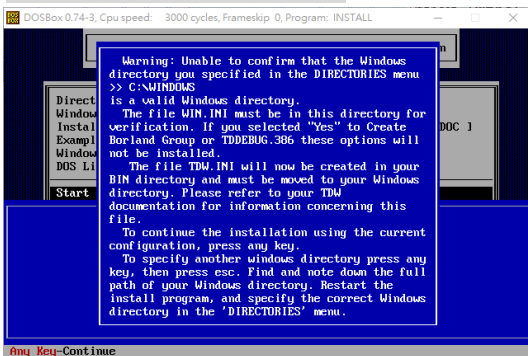 DOSBox 0.74-3, Cpu speed: 3000 cycles, Frameskip 0, Program: INSTALL
n
Warning: Unable to confirm that the Windows
directory you specified in the DIRECTORIES menu
>> C:\WINDOWS
is a valid Windows directory.
The file WIN.INI must be in this directory for
verification. If you selected "Yes" to Create
Borland Group or TDDEBUG.386 these options will
not be installed.
The file TDW.INI will now be created in your
BIN directory and must be moved to your Windows
directory. Please refer to your TDW
documentation for information concerning this
file.
To continue the installation using the current
configuration, press any key.
To specify another windows directory press any
key, then press esc. Find and note down the full
path of your Windows directory. Restart the
install program, and specify the correct Windows
directory in the 'DIRECTORIES' menu.
Direct
Window
Instal DOC ]
Exampl
Window
DOS Li
Start
Any Key-Continue